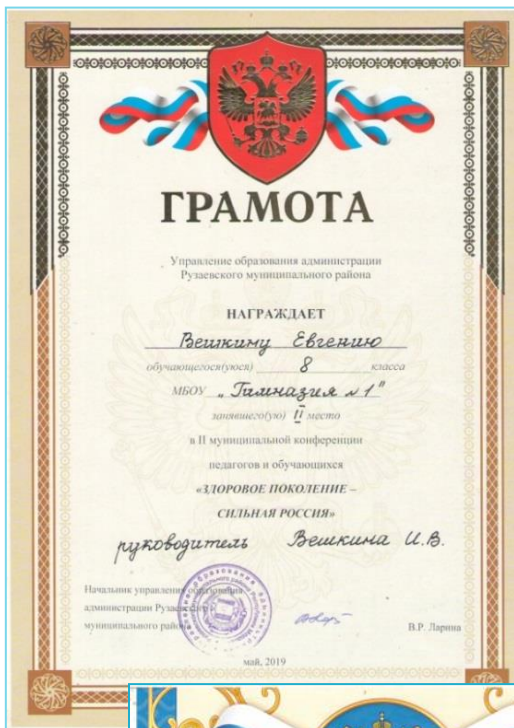 ГРАМОТА
Управление образования администрации
Рузаевского муниципального района
НАГРАЖДАЕТ
Вешкину Евгению
обучающегося(уюся) 8 класса
МБОУ „Гимназия №1"
занявшего(ую) II место
в II муниципальной конференции
педагогов и обучающихся
«ЗДОРОВОЕ ПОКОЛЕНИЕ –
СИЛЬНАЯ РОССИЯ»
руководитель Вешкина И.В.
Начальник управления образования
администрации Рузаевского
муниципального района В.Р. Ларина
май, 2019